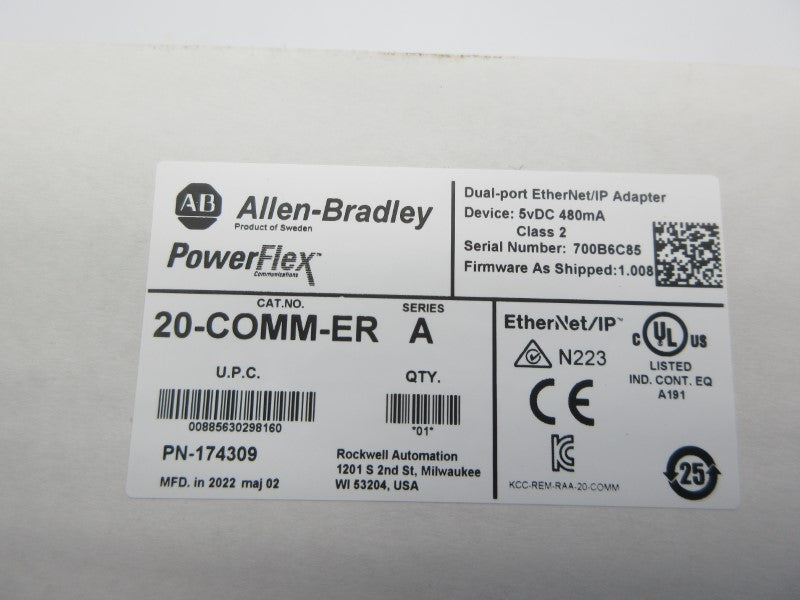 AB Allen-Bradley
Product of Sweden
PowerFlex™
Communications
Dual-port EtherNet/IP Adapter
Device: 5vDC 480mA
Class 2
Serial Number: 700B6C85
Firmware As Shipped:1.008
CAT.NO.
SERIES
20-COMM-ER A
U.P.C.
QTY.
00885630298160
*01*
PN-174309
MFD. in 2022 maj 02
Rockwell Automation
1201 S 2nd St, Milwaukee
WI 53204, USA
EtherNet/IP™
N223
CE
KC
KCC-REM-RAA-20-COMM
c UL US
LISTED
IND. CONT. EQ
A191
25